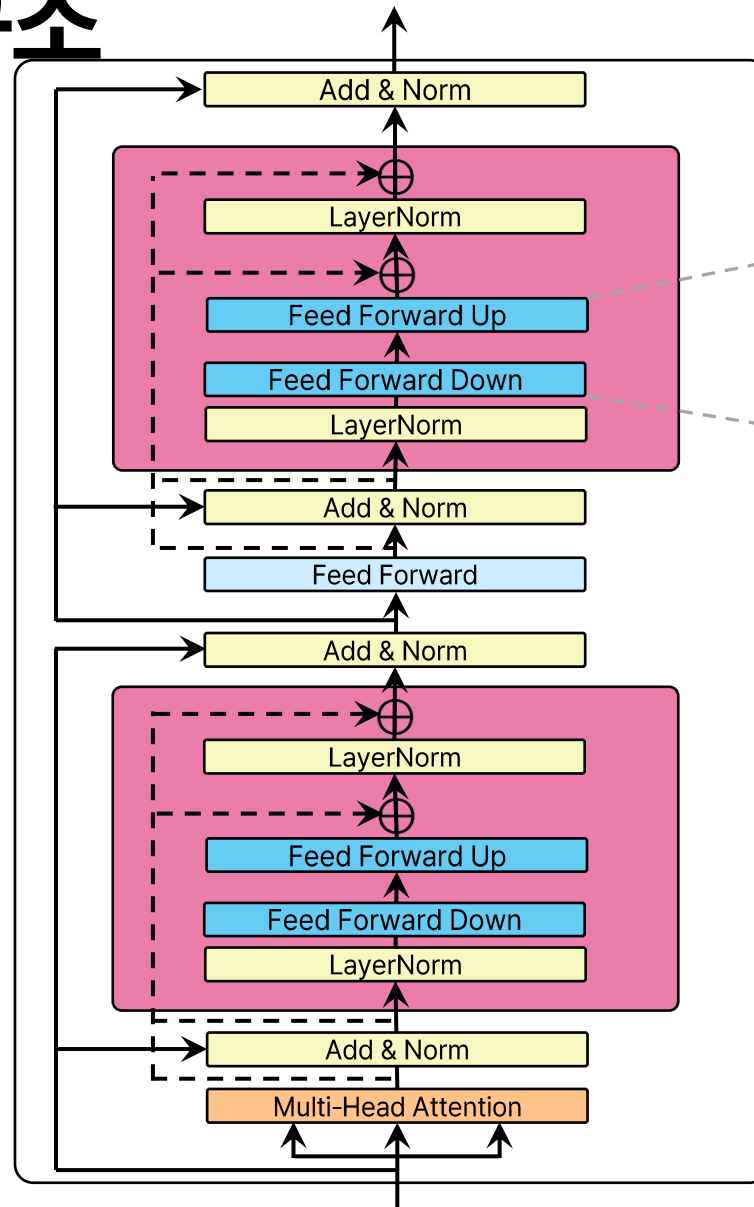 소
Add & Norm
LayerNorm
Feed Forward Up
Feed Forward Down
LayerNorm
Add & Norm
Feed Forward
Add & Norm
LayerNorm
Feed Forward Up
Feed Forward Down
LayerNorm
Add & Norm
Multi-Head Attention